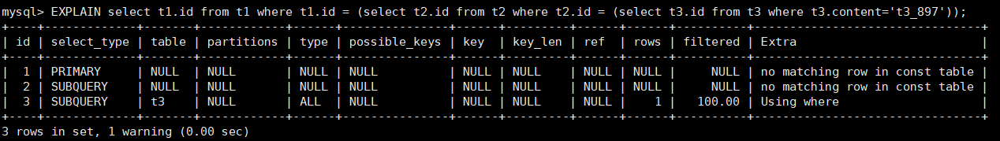 mysql> EXPLAIN select t1.id from t1 where t1.id = (select t2.id from t2 where t2.id = (select t3.id from t3 where t3.content='t3_897'));
+----+-------------+-------+------------+------+---------------+------+---------+------+------+----------+--------------------------------+
| id | select_type | table | partitions | type | possible_keys | key  | key_len | ref  | rows | filtered | Extra                          |
+----+-------------+-------+------------+------+---------------+------+---------+------+------+----------+--------------------------------+
|  1 | PRIMARY     | NULL  | NULL       | NULL | NULL          | NULL | NULL    | NULL | NULL |     NULL | no matching row in const table |
|  2 | SUBQUERY    | NULL  | NULL       | NULL | NULL          | NULL | NULL    | NULL | NULL |     NULL | no matching row in const table |
|  3 | SUBQUERY    | t3    | NULL       | ALL  | NULL          | NULL | NULL    | NULL |    1 |   100.00 | Using where                    |
+----+-------------+-------+------------+------+---------------+------+---------+------+------+----------+--------------------------------+
3 rows in set, 1 warning (0.00 sec)